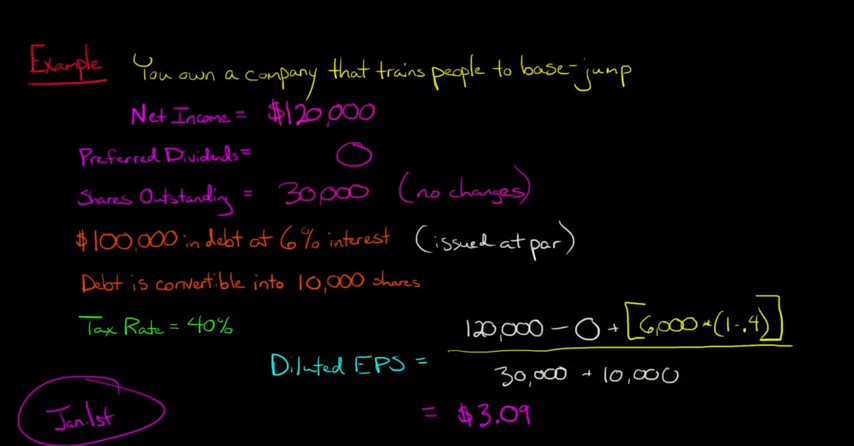 Example You own a company that trains people to base-jump
Net Income = $120,000
Preferred Dividends = 0
Shares Outstanding = 30,000 (no changes)
$100,000 in debt at 6% interest (issued at par)
Debt is convertible into 10,000 shares
Tax Rate = 40%
120,000 - 0 + [6,000 * (1-.4)]
Diluted EPS =
30,000 + 10,000
= $3.09
Jan. 1st